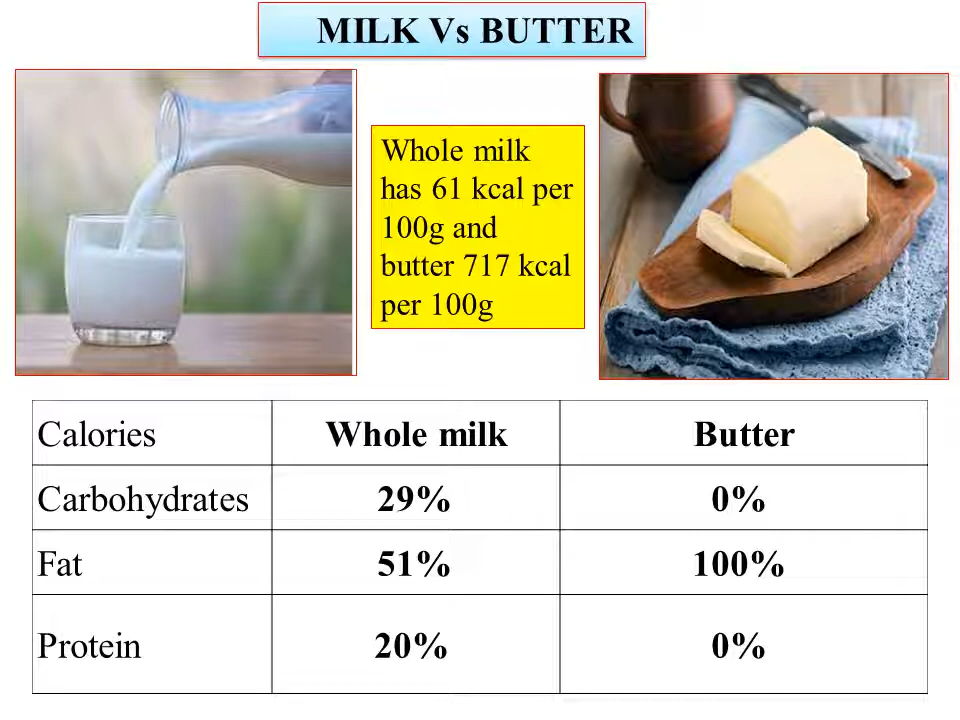 MILK Vs BUTTER
Whole milk
has 61 kcal per
100g and
butter 717 kcal
per 100g
Calories Whole milk Butter
Carbohydrates 29% 0%
Fat 51% 100%
Protein 20% 0%